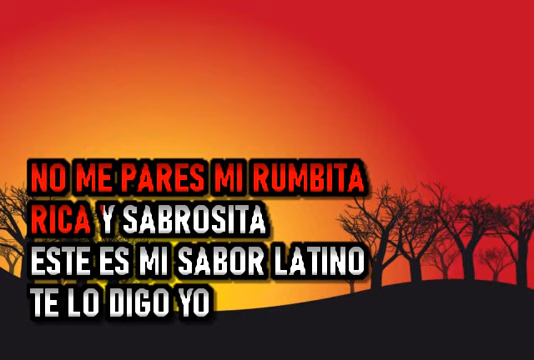 NO ME PARES MI RUMBITA
RICA Y SABROSITA
ESTE ES MI SABOR LATINO
TE LO DIGO YO